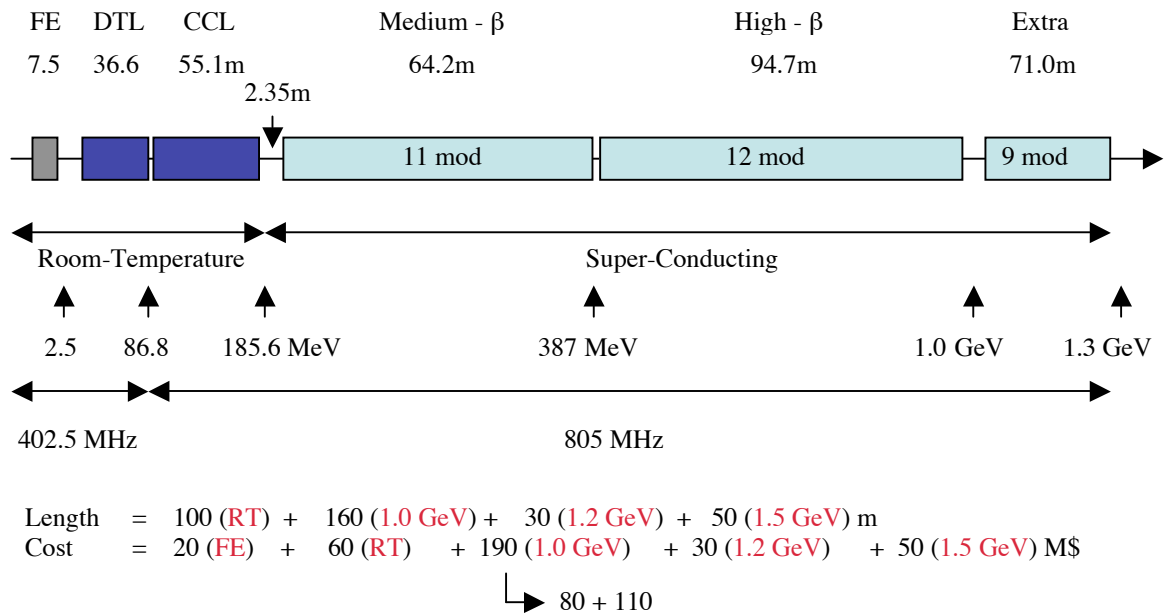 FE DTL CCL Medium - β High - β Extra
7.5 36.6 55.1m 64.2m 94.7m 71.0m
2.35m
11 mod 12 mod 9 mod
Room-Temperature Super-Conducting
2.5 86.8 185.6 MeV 387 MeV 1.0 GeV 1.3 GeV
402.5 MHz 805 MHz
Length = 100 (RT) + 160 (1.0 GeV) + 30 (1.2 GeV) + 50 (1.5 GeV) m
Cost = 20 (FE) + 60 (RT) + 190 (1.0 GeV) + 30 (1.2 GeV) + 50 (1.5 GeV) M$
80 + 110